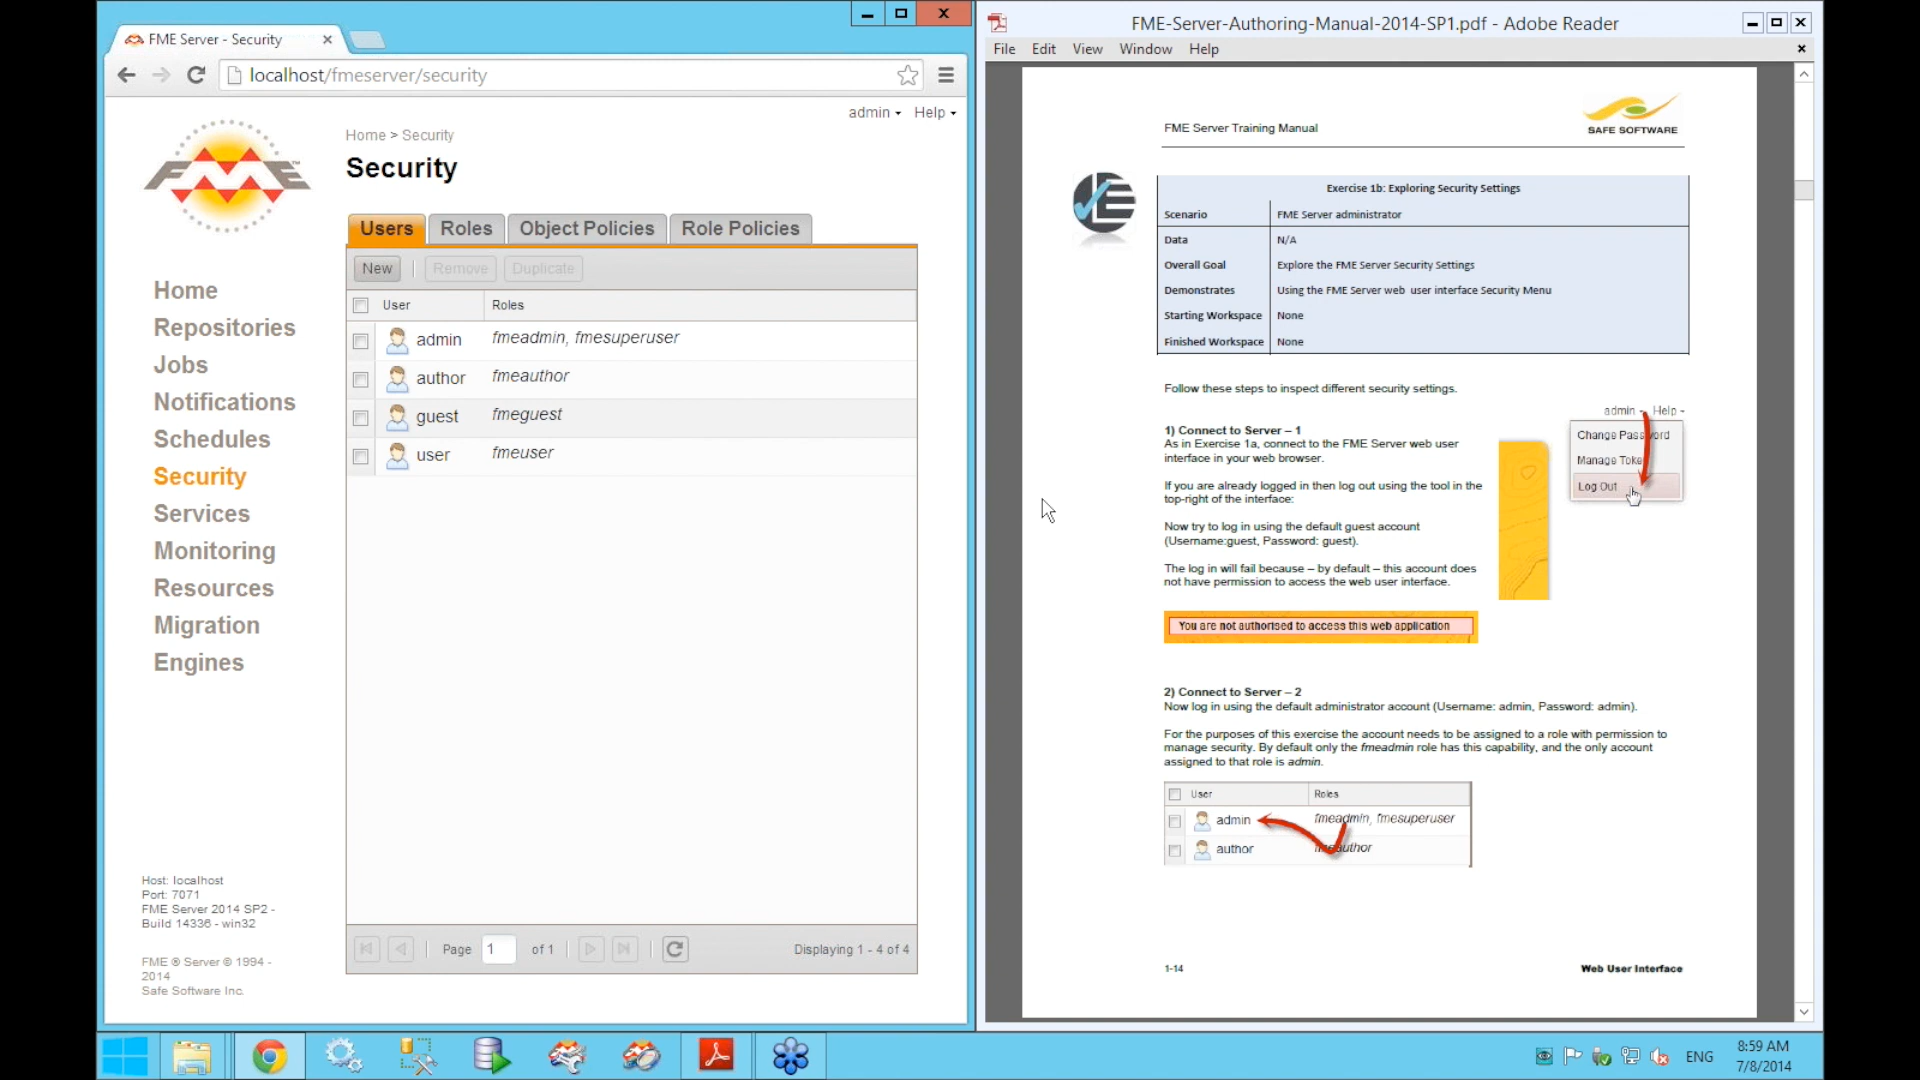 FME Server - Security
localhost/fmeserver/security
admin Help
FME
Home > Security
Security
Users Roles Object Policies Role Policies
New Remove Duplicate
User Roles
admin fmeadmin, fmesuperuser
author fmeauthor
guest fmeguest
user fmeuser
Home
Repositories
Jobs
Notifications
Schedules
Security
Services
Monitoring
Resources
Migration
Engines
Host: localhost
Port: 7071
FME Server 2014 SP2 -
Build 14336 - win32
FME ® Server © 1994 -
2014
Safe Software Inc.
Page 1 of 1 Displaying 1 - 4 of 4
FME-Server-Authoring-Manual-2014-SP1.pdf - Adobe Reader
File Edit View Window Help
FME Server Training Manual
SAFE SOFTWARE
Exercise 1b: Exploring Security Settings
Scenario FME Server administrator
Data N/A
Overall Goal Explore the FME Server Security Settings
Demonstrates Using the FME Server web user interface Security Menu
Starting Workspace None
Finished Workspace None
Follow these steps to inspect different security settings.
1) Connect to Server – 1
As in Exercise 1a, connect to the FME Server web user
interface in your web browser.
If you are already logged in then log out using the tool in the
top-right of the interface:
Now try to log in using the default guest account
(Username:guest, Password: guest).
The log in will fail because – by default – this account does
not have permission to access the web user interface.
admin Help
Change Password
Manage
Log Out
You are not authorised to access this web application
2) Connect to Server – 2
Now log in using the default administrator account (Username: admin, Password: admin).
For the purposes of this exercise the account needs to be assigned to a role with permission to
manage security. By default only the fmeadmin role has this capability, and the only account
assigned to that role is admin.
User Roles
admin fmeadmin, fmesuperuser
author fmeauthor
1-14 Web User Interface
ENG
8:59 AM
7/8/2014